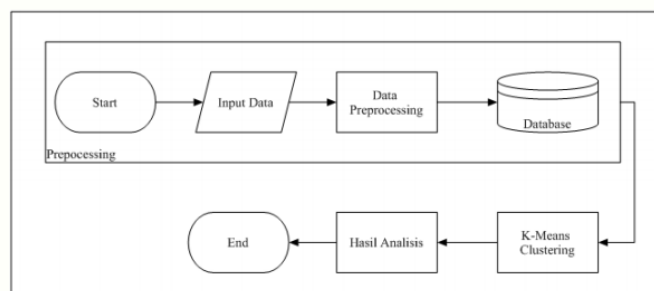 Start
Input Data
Data
Preprocessing
Database
Prepocessing
End
Hasil Analisis
K-Means
Clustering